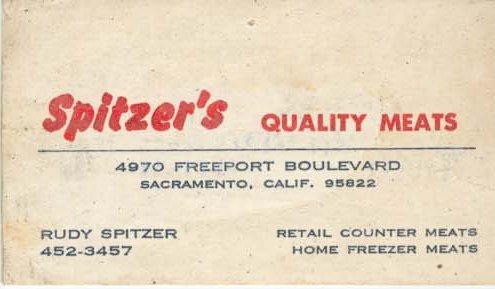 Spitzer's QUALITY MEATS
4970 FREEPORT BOULEVARD
SACRAMENTO, CALIF. 95822
RUDY SPITZER
452-3457
RETAIL COUNTER MEATS
HOME FREEZER MEATS